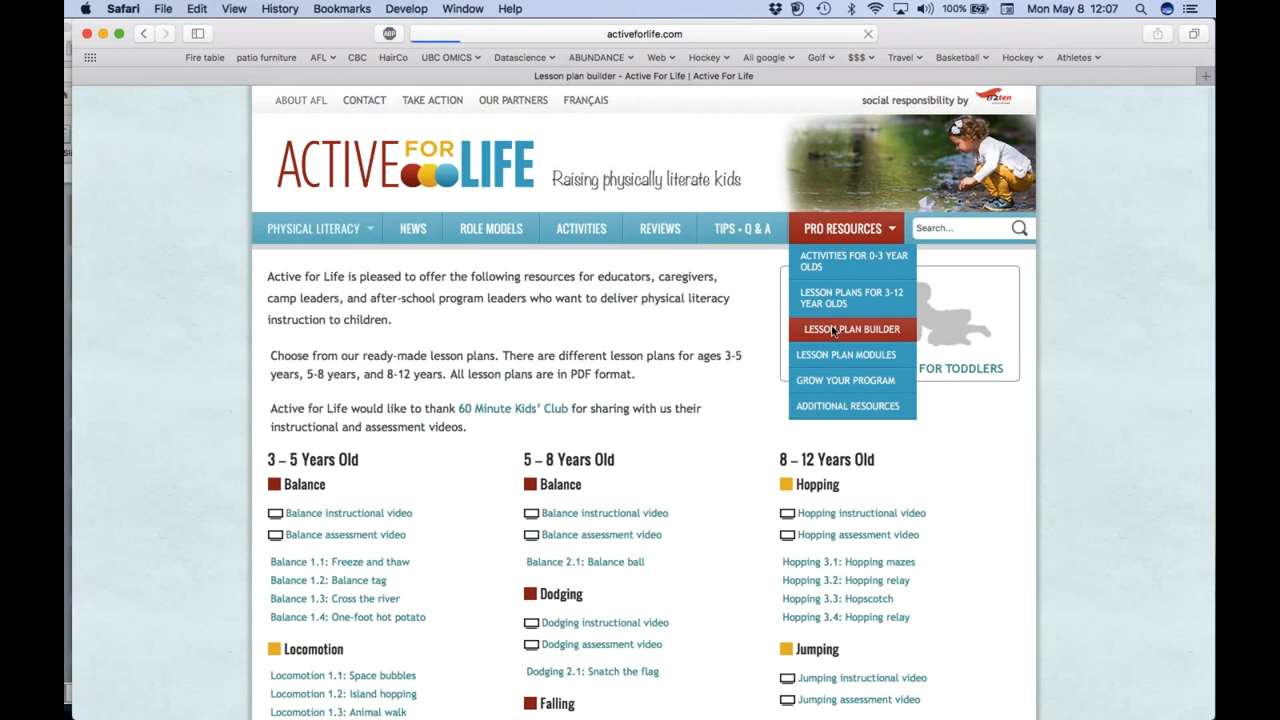 Safari File Edit View History Bookmarks Develop Window Help 100% Mon May 8 12:07
ABP activeforlife.com
Fire table patio furniture AFL CBC HairCo UBC OMICS Datascience ABUNDANCE Web Hockey All google Golf $$$ Travel Basketball Hockey Athletes
Lesson plan builder - Active For Life | Active For Life
ABOUT AFL CONTACT TAKE ACTION OUR PARTNERS FRANÇAIS social responsibility by
ACTIVE FOR LIFE Raising physically literate kids
PHYSICAL LITERACY NEWS ROLE MODELS ACTIVITIES REVIEWS TIPS • Q & A PRO RESOURCES Search...
ACTIVITIES FOR 0-3 YEAR
OLDS
LESSON PLANS FOR 3-12
YEAR OLDS
LESSON PLAN BUILDER
LESSON PLAN MODULES
GROW YOUR PROGRAM
ADDITIONAL RESOURCES
FOR TODDLERS
Active for Life is pleased to offer the following resources for educators, caregivers,
camp leaders, and after-school program leaders who want to deliver physical literacy
instruction to children.
Choose from our ready-made lesson plans. There are different lesson plans for ages 3-5
years, 5-8 years, and 8-12 years. All lesson plans are in PDF format.
Active for Life would like to thank 60 Minute Kids' Club for sharing with us their
instructional and assessment videos.
3 – 5 Years Old
Balance
Balance instructional video
Balance assessment video
Balance 1.1: Freeze and thaw
Balance 1.2: Balance tag
Balance 1.3: Cross the river
Balance 1.4: One-foot hot potato
Locomotion
Locomotion 1.1: Space bubbles
Locomotion 1.2: Island hopping
Locomotion 1.3: Animal walk
5 – 8 Years Old
Balance
Balance instructional video
Balance assessment video
Balance 2.1: Balance ball
Dodging
Dodging instructional video
Dodging assessment video
Dodging 2.1: Snatch the flag
Falling
8 – 12 Years Old
Hopping
Hopping instructional video
Hopping assessment video
Hopping 3.1: Hopping mazes
Hopping 3.2: Hopping relay
Hopping 3.3: Hopscotch
Hopping 3.4: Hopping relay
Jumping
Jumping instructional video
Jumping assessment video